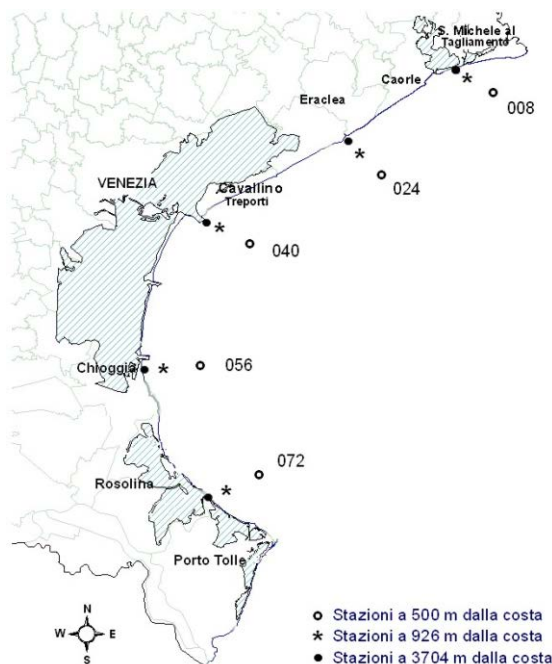 S. Michele al
Tagliamento
Caorle
008
Eraclea
024
VENEZIA
Cavallino
Treporti
040
Chioggia
056
072
Rosolina
Porto Tolle
N
W E
S
Stazioni a 500 m dalla costa
* Stazioni a 926 m dalla costa
Stazioni a 3704 m dalla costa